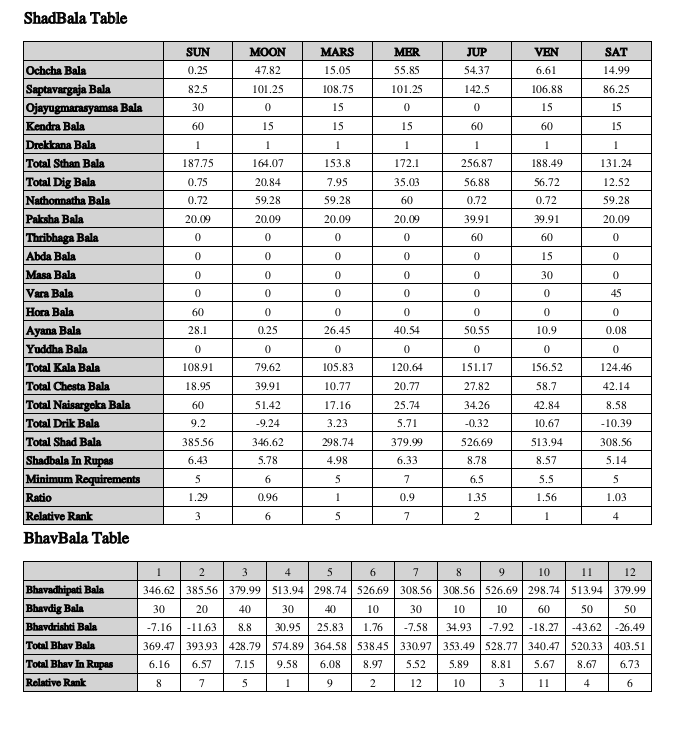 ShadBala Table
SUN MOON MARS MER JUP VEN SAT
Ochcha Bala 0.25 47.82 15.05 55.85 54.37 6.61 14.99
Saptavargaja Bala 82.5 101.25 108.75 101.25 142.5 106.88 86.25
Ojayugmarasyamsa Bala 30 0 15 0 0 15 15
Kendra Bala 60 15 15 15 60 60 15
Drekkana Bala 1 1 1 1 1 1 1
Total Sthan Bala 187.75 164.07 153.8 172.1 256.87 188.49 131.24
Total Dig Bala 0.75 20.84 7.95 35.03 56.88 56.72 12.52
Nathonnatha Bala 0.72 59.28 59.28 60 0.72 0.72 59.28
Paksha Bala 20.09 20.09 20.09 20.09 39.91 39.91 20.09
Thribhaga Bala 0 0 0 0 60 60 0
Abda Bala 0 0 0 0 0 15 0
Masa Bala 0 0 0 0 0 30 0
Vara Bala 0 0 0 0 0 0 45
Hora Bala 60 0 0 0 0 0 0
Ayana Bala 28.1 0.25 26.45 40.54 50.55 10.9 0.08
Yuddha Bala 0 0 0 0 0 0 0
Total Kala Bala 108.91 79.62 105.83 120.64 151.17 156.52 124.46
Total Chesta Bala 18.95 39.91 10.77 20.77 27.82 58.7 42.14
Total Naisargeka Bala 60 51.42 17.16 25.74 34.26 42.84 8.58
Total Drik Bala 9.2 -9.24 3.23 5.71 -0.32 10.67 -10.39
Total Shad Bala 385.56 346.62 298.74 379.99 526.69 513.94 308.56
Shadbala In Rupas 6.43 5.78 4.98 6.33 8.78 8.57 5.14
Minimum Requirements 5 6 5 7 6.5 5.5 5
Ratio 1.29 0.96 1 0.9 1.35 1.56 1.03
Relative Rank 3 6 5 7 2 1 4
BhavBala Table
1 2 3 4 5 6 7 8 9 10 11 12
Bhavadhipati Bala 346.62 385.56 379.99 513.94 298.74 526.69 308.56 308.56 526.69 298.74 513.94 379.99
Bhavdig Bala 30 20 40 30 40 10 30 10 10 60 50 50
Bhavdrishti Bala -7.16 -11.63 8.8 30.95 25.83 1.76 -7.58 34.93 -7.92 -18.27 -43.62 -26.49
Total Bhav Bala 369.47 393.93 428.79 574.89 364.58 538.45 330.97 353.49 528.77 340.47 520.33 403.51
Total Bhav In Rupas 6.16 6.57 7.15 9.58 6.08 8.97 5.52 5.89 8.81 5.67 8.67 6.73
Relative Rank 8 7 5 1 9 2 12 10 3 11 4 6